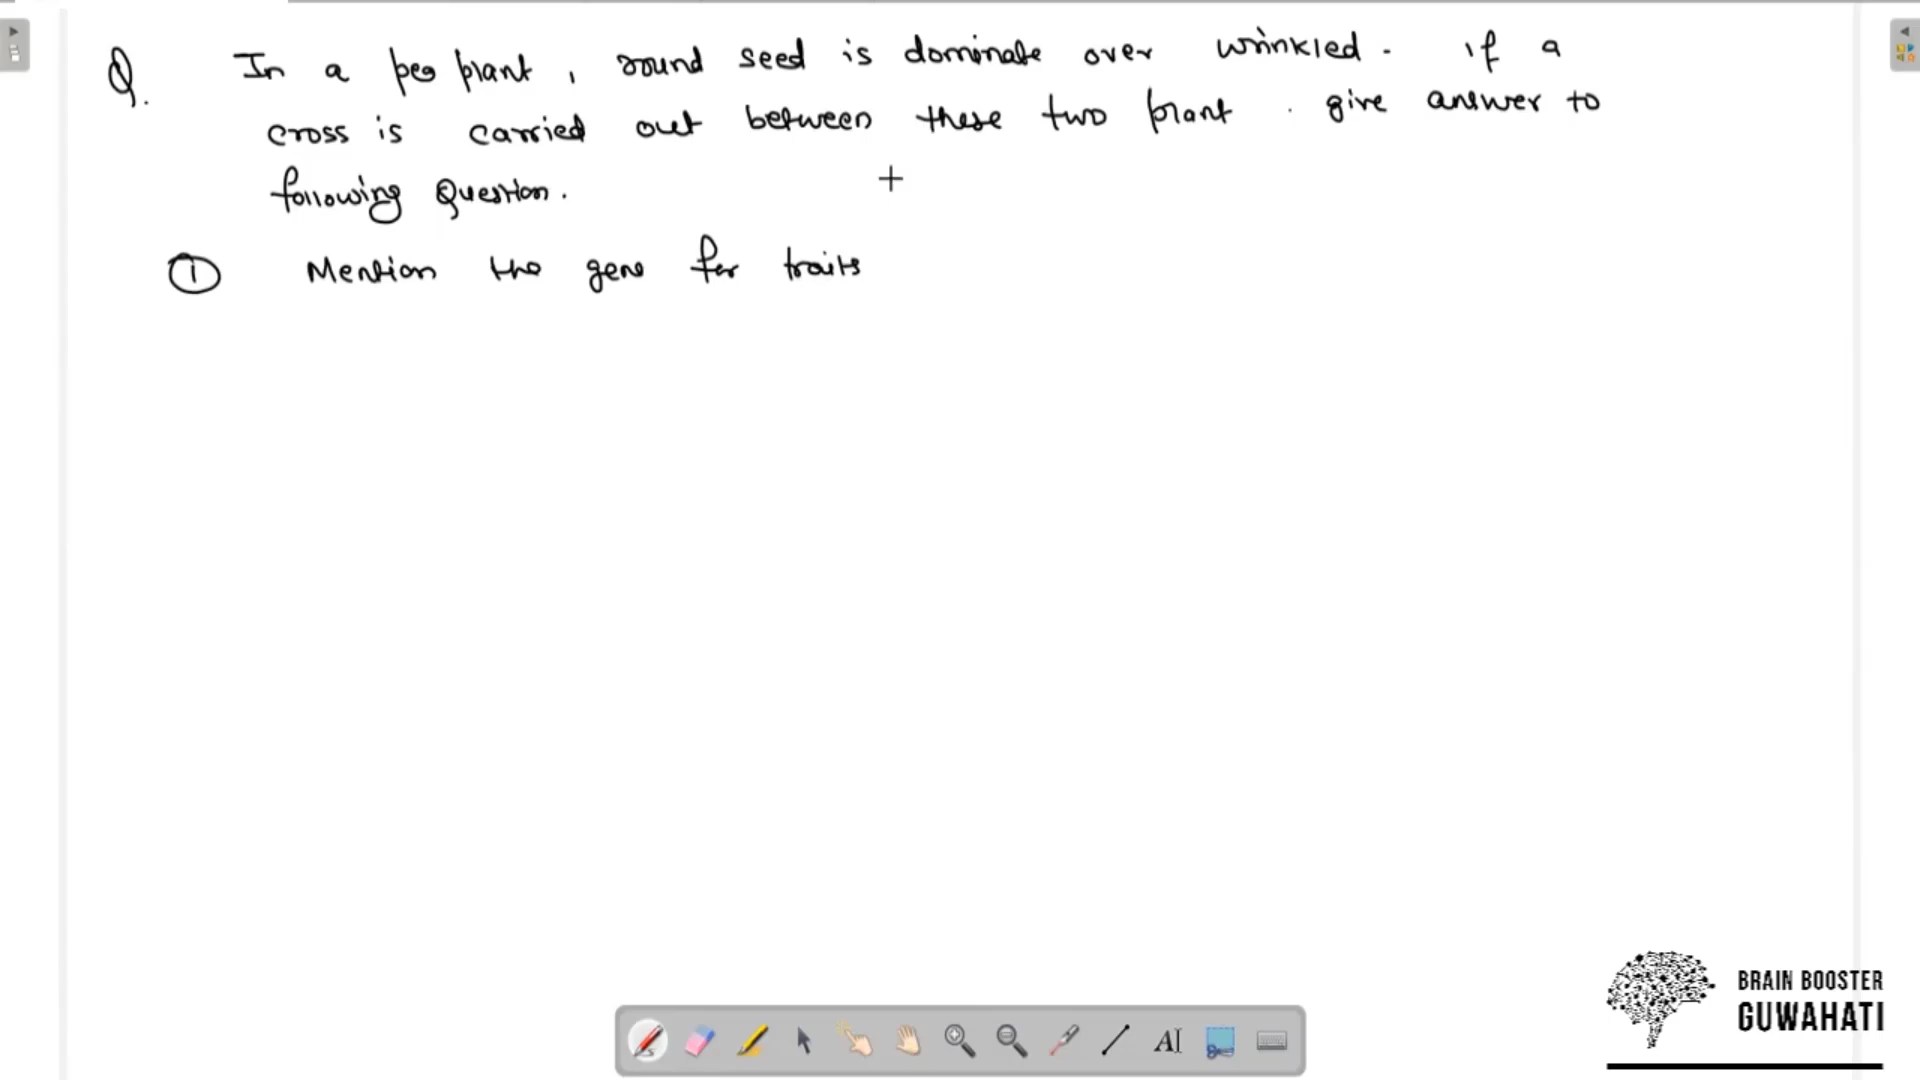 Q. In a pea plant, round seed is dominate over wrinkled. if a
cross is carried out between these two plant. give answer to
following Question.
① Mention the gene for traits
AI
BRAIN BOOSTER
GUWAHATI